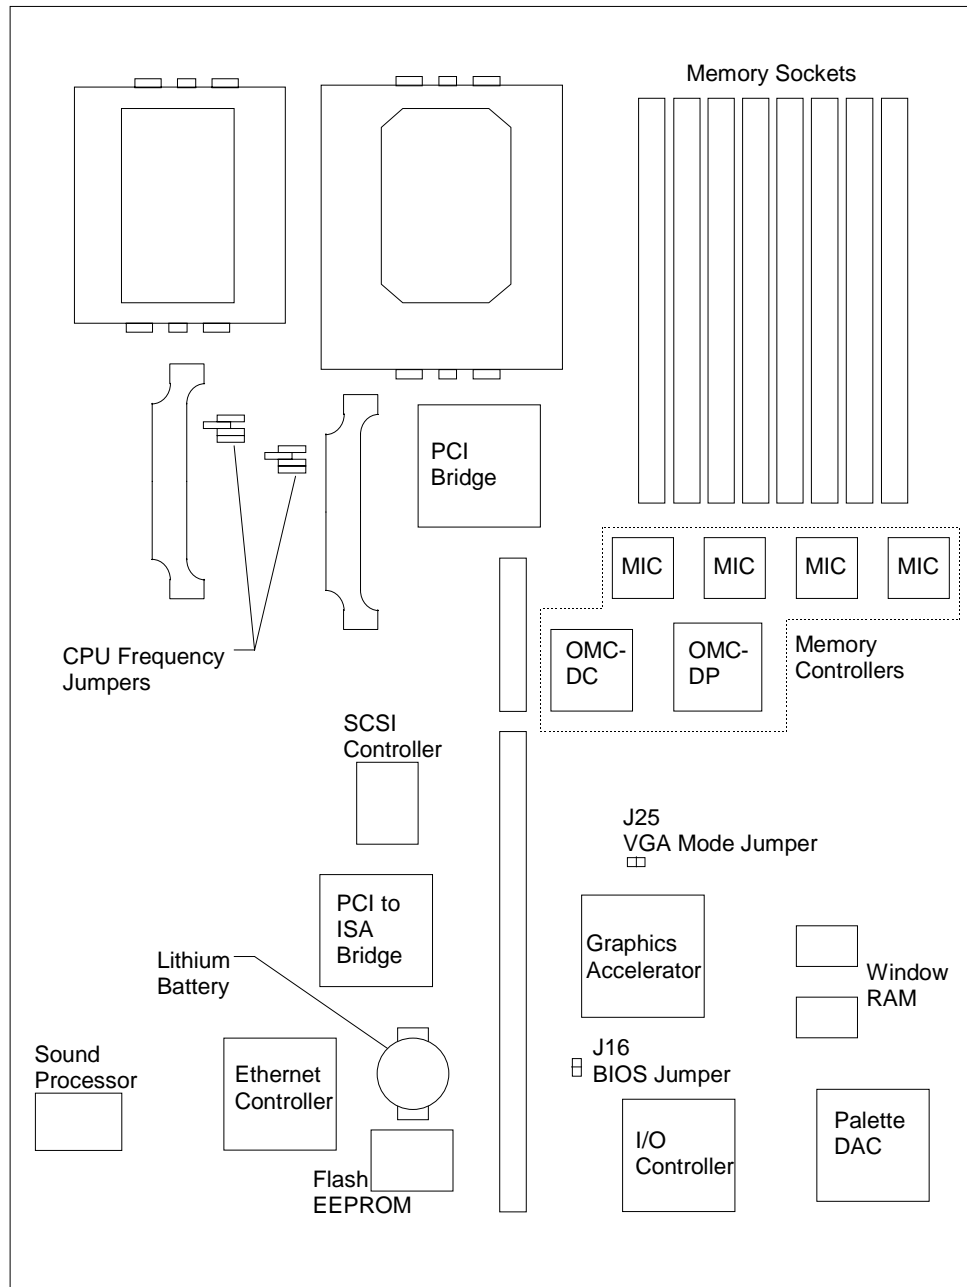 Memory Sockets
PCI
Bridge
MIC
MIC
MIC
MIC
OMC-
DC
OMC-
DP
Memory
Controllers
CPU Frequency
Jumpers
SCSI
Controller
J25
VGA Mode Jumper
PCI to
ISA
Bridge
Graphics
Accelerator
Lithium
Battery
Window
RAM
Sound
Processor
Ethernet
Controller
J16
BIOS Jumper
I/O
Controller
Palette
DAC
Flash
EEPROM